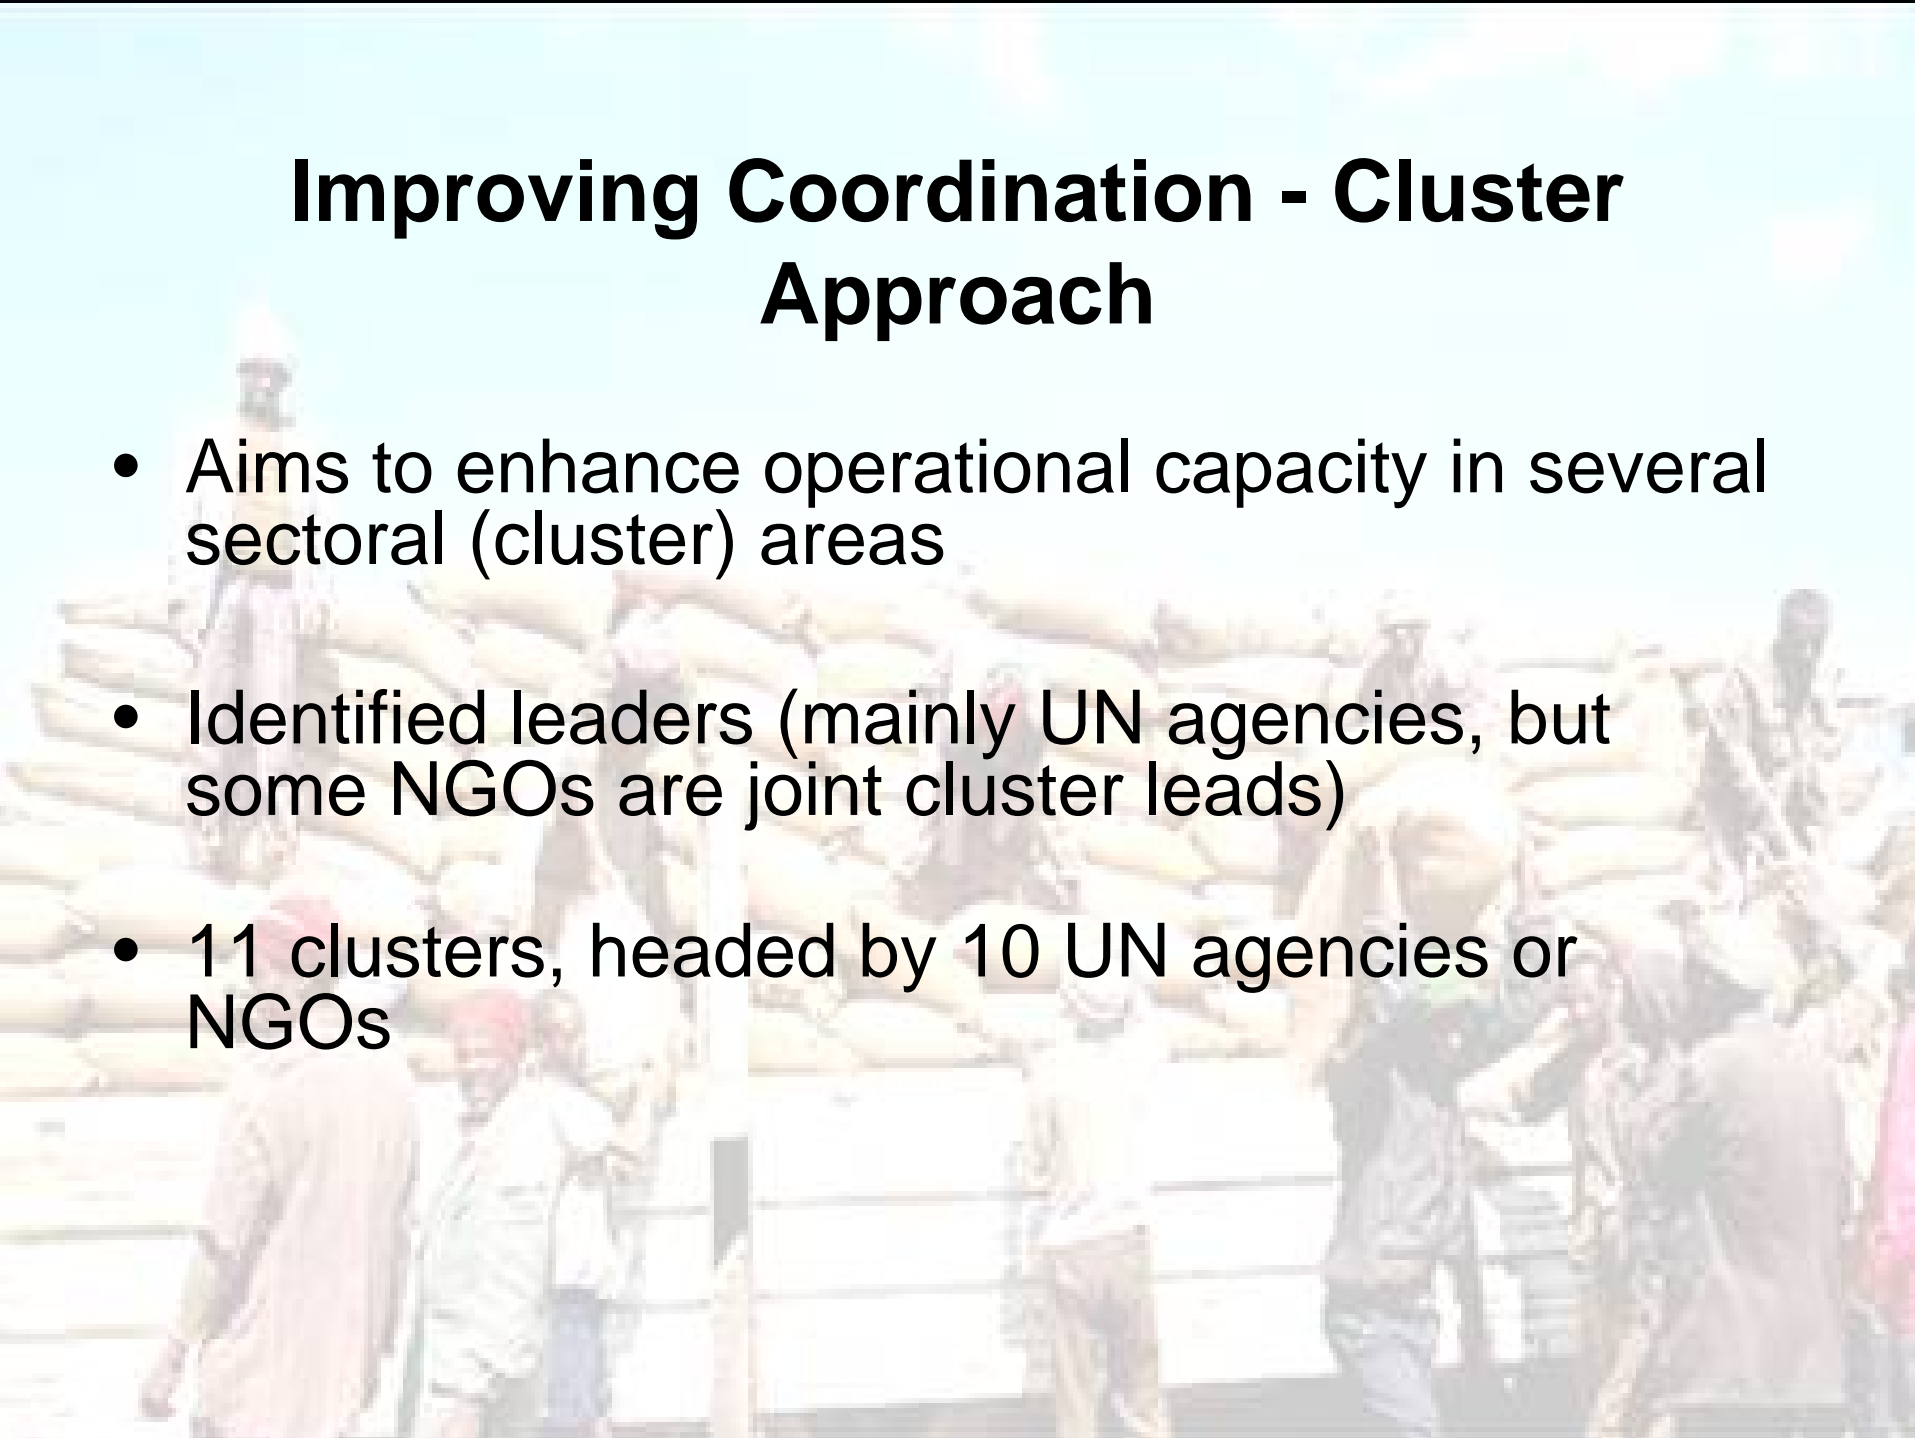 Improving Coordination - Cluster
Approach
• Aims to enhance operational capacity in several
sectoral (cluster) areas
• Identified leaders (mainly UN agencies, but
some NGOs are joint cluster leads)
• 11 clusters, headed by 10 UN agencies or
NGOs